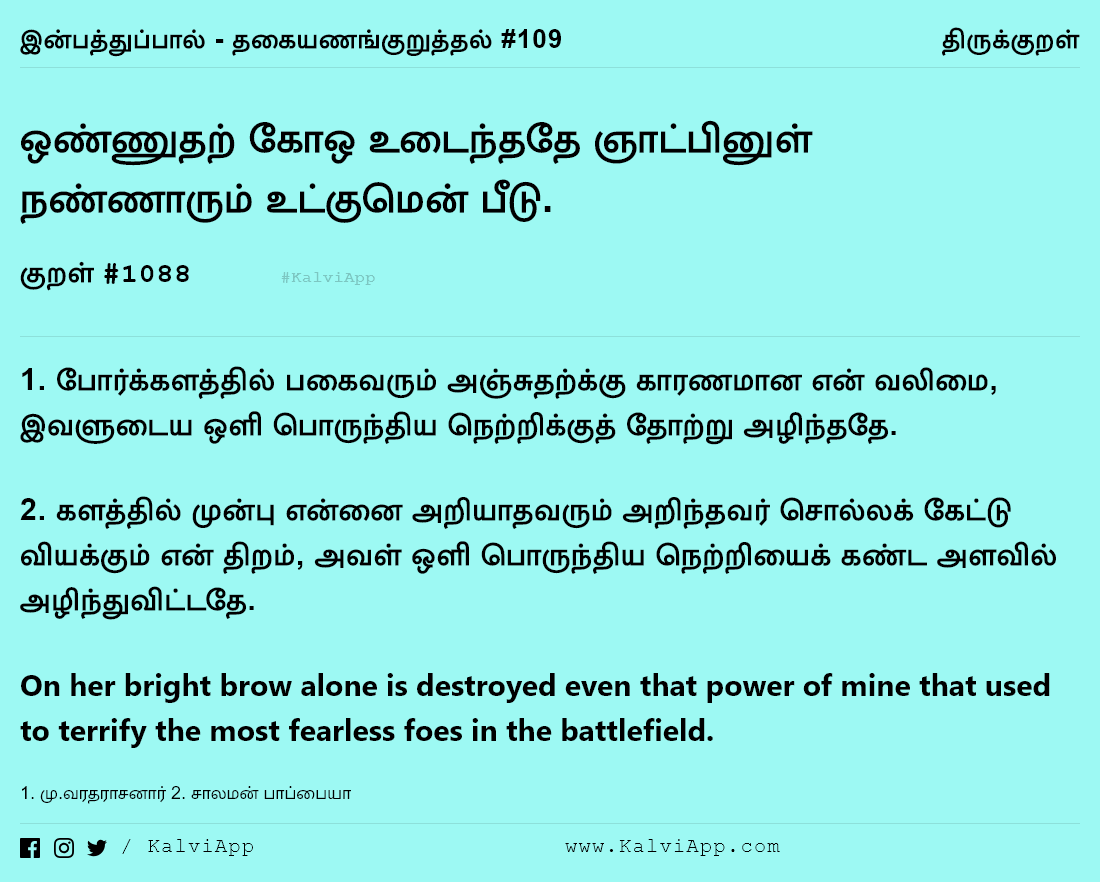 இன்பத்துப்பால் - தகையணங்குறுத்தல் #109 திருக்குறள்
ஒண்ணுதற் கோஒ உடைந்ததே ஞாட்பினுள்
நண்ணாரும் உட்குமென் பீடு.
குறள் #1088 #KalviApp
1. போர்க்களத்தில் பகைவரும் அஞ்சுதற்க்கு காரணமான என் வலிமை,
இவளுடைய ஒளி பொருந்திய நெற்றிக்குத் தோற்று அழிந்ததே.
2. களத்தில் முன்பு என்னை அறியாதவரும் அறிந்தவர் சொல்லக் கேட்டு
வியக்கும் என் திறம், அவள் ஒளி பொருந்திய நெற்றியைக் கண்ட அளவில்
அழிந்துவிட்டதே.
On her bright brow alone is destroyed even that power of mine that used
to terrify the most fearless foes in the battlefield.
1. மு.வரதராசனார் 2. சாலமன் பாப்பையா
/ KalviApp www.KalviApp.com